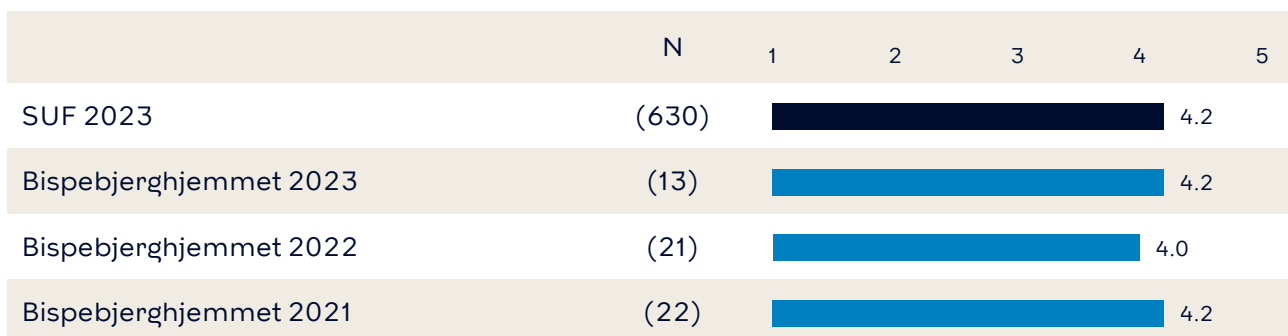 N 1 2 3 4 5
SUF 2023 (630) 4.2
Bispebjerghjemmet 2023 (13) 4.2
Bispebjerghjemmet 2022 (21) 4.0
Bispebjerghjemmet 2021 (22) 4.2